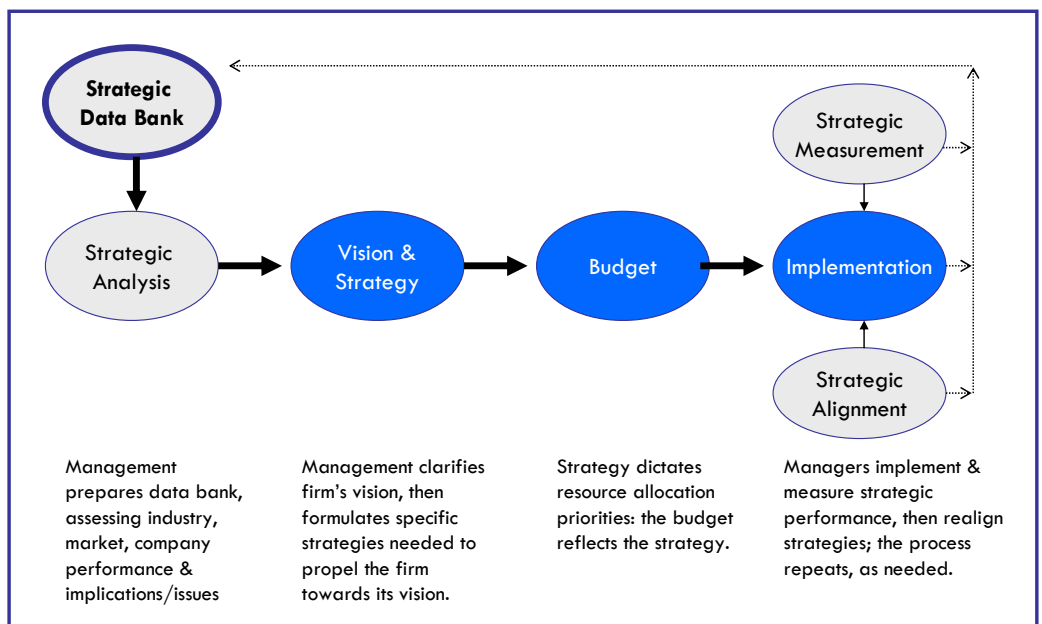 Strategic
Data Bank
Strategic
Measurement
Strategic
Analysis
Vision &
Strategy
Budget
Implementation
Strategic
Alignment
Management
prepares data bank,
assessing industry,
market, company
performance &
implications/issues
Management clarifies
firm's vision, then
formulates specific
strategies needed to
propel the firm
towards its vision.
Strategy dictates
resource allocation
priorities: the budget
reflects the strategy.
Managers implement &
measure strategic
performance, then realign
strategies; the process
repeats, as needed.